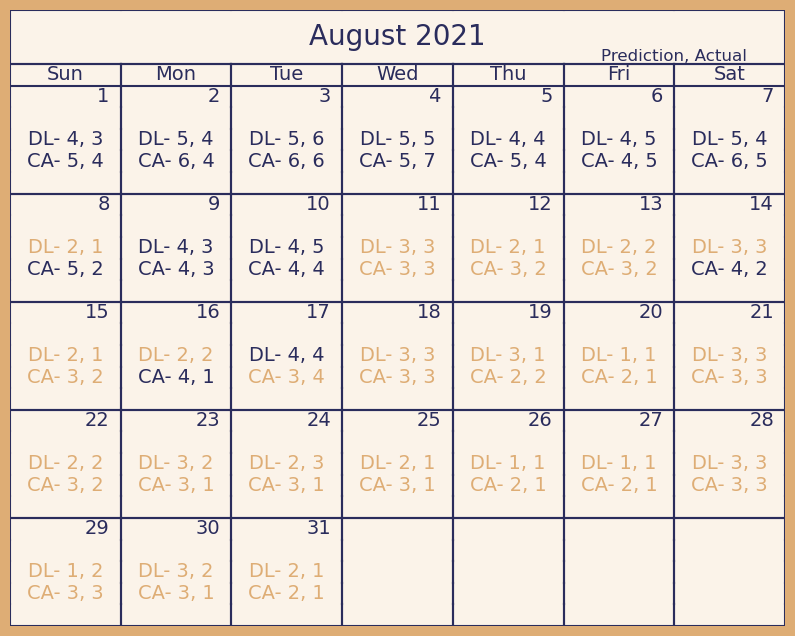 August 2021
Prediction, Actual
Sun Mon Tue Wed Thu Fri Sat
1 2 3 4 5 6 7
DL- 4, 3 DL- 5, 4 DL- 5, 6 DL- 5, 5 DL- 4, 4 DL- 4, 5 DL- 5, 4
CA- 5, 4 CA- 6, 4 CA- 6, 6 CA- 5, 7 CA- 5, 4 CA- 4, 5 CA- 6, 5
8 9 10 11 12 13 14
DL- 2, 1 DL- 4, 3 DL- 4, 5 DL- 3, 3 DL- 2, 1 DL- 2, 2 DL- 3, 3
CA- 5, 2 CA- 4, 3 CA- 4, 4 CA- 3, 3 CA- 3, 2 CA- 3, 2 CA- 4, 2
15 16 17 18 19 20 21
DL- 2, 1 DL- 2, 2 DL- 4, 4 DL- 3, 3 DL- 3, 1 DL- 1, 1 DL- 3, 3
CA- 3, 2 CA- 4, 1 CA- 3, 4 CA- 3, 3 CA- 2, 2 CA- 2, 1 CA- 3, 3
22 23 24 25 26 27 28
DL- 2, 2 DL- 3, 2 DL- 2, 3 DL- 2, 1 DL- 1, 1 DL- 1, 1 DL- 3, 3
CA- 3, 2 CA- 3, 1 CA- 3, 1 CA- 3, 1 CA- 2, 1 CA- 2, 1 CA- 3, 3
29 30 31
DL- 1, 2 DL- 3, 2 DL- 2, 1
CA- 3, 3 CA- 3, 1 CA- 2, 1